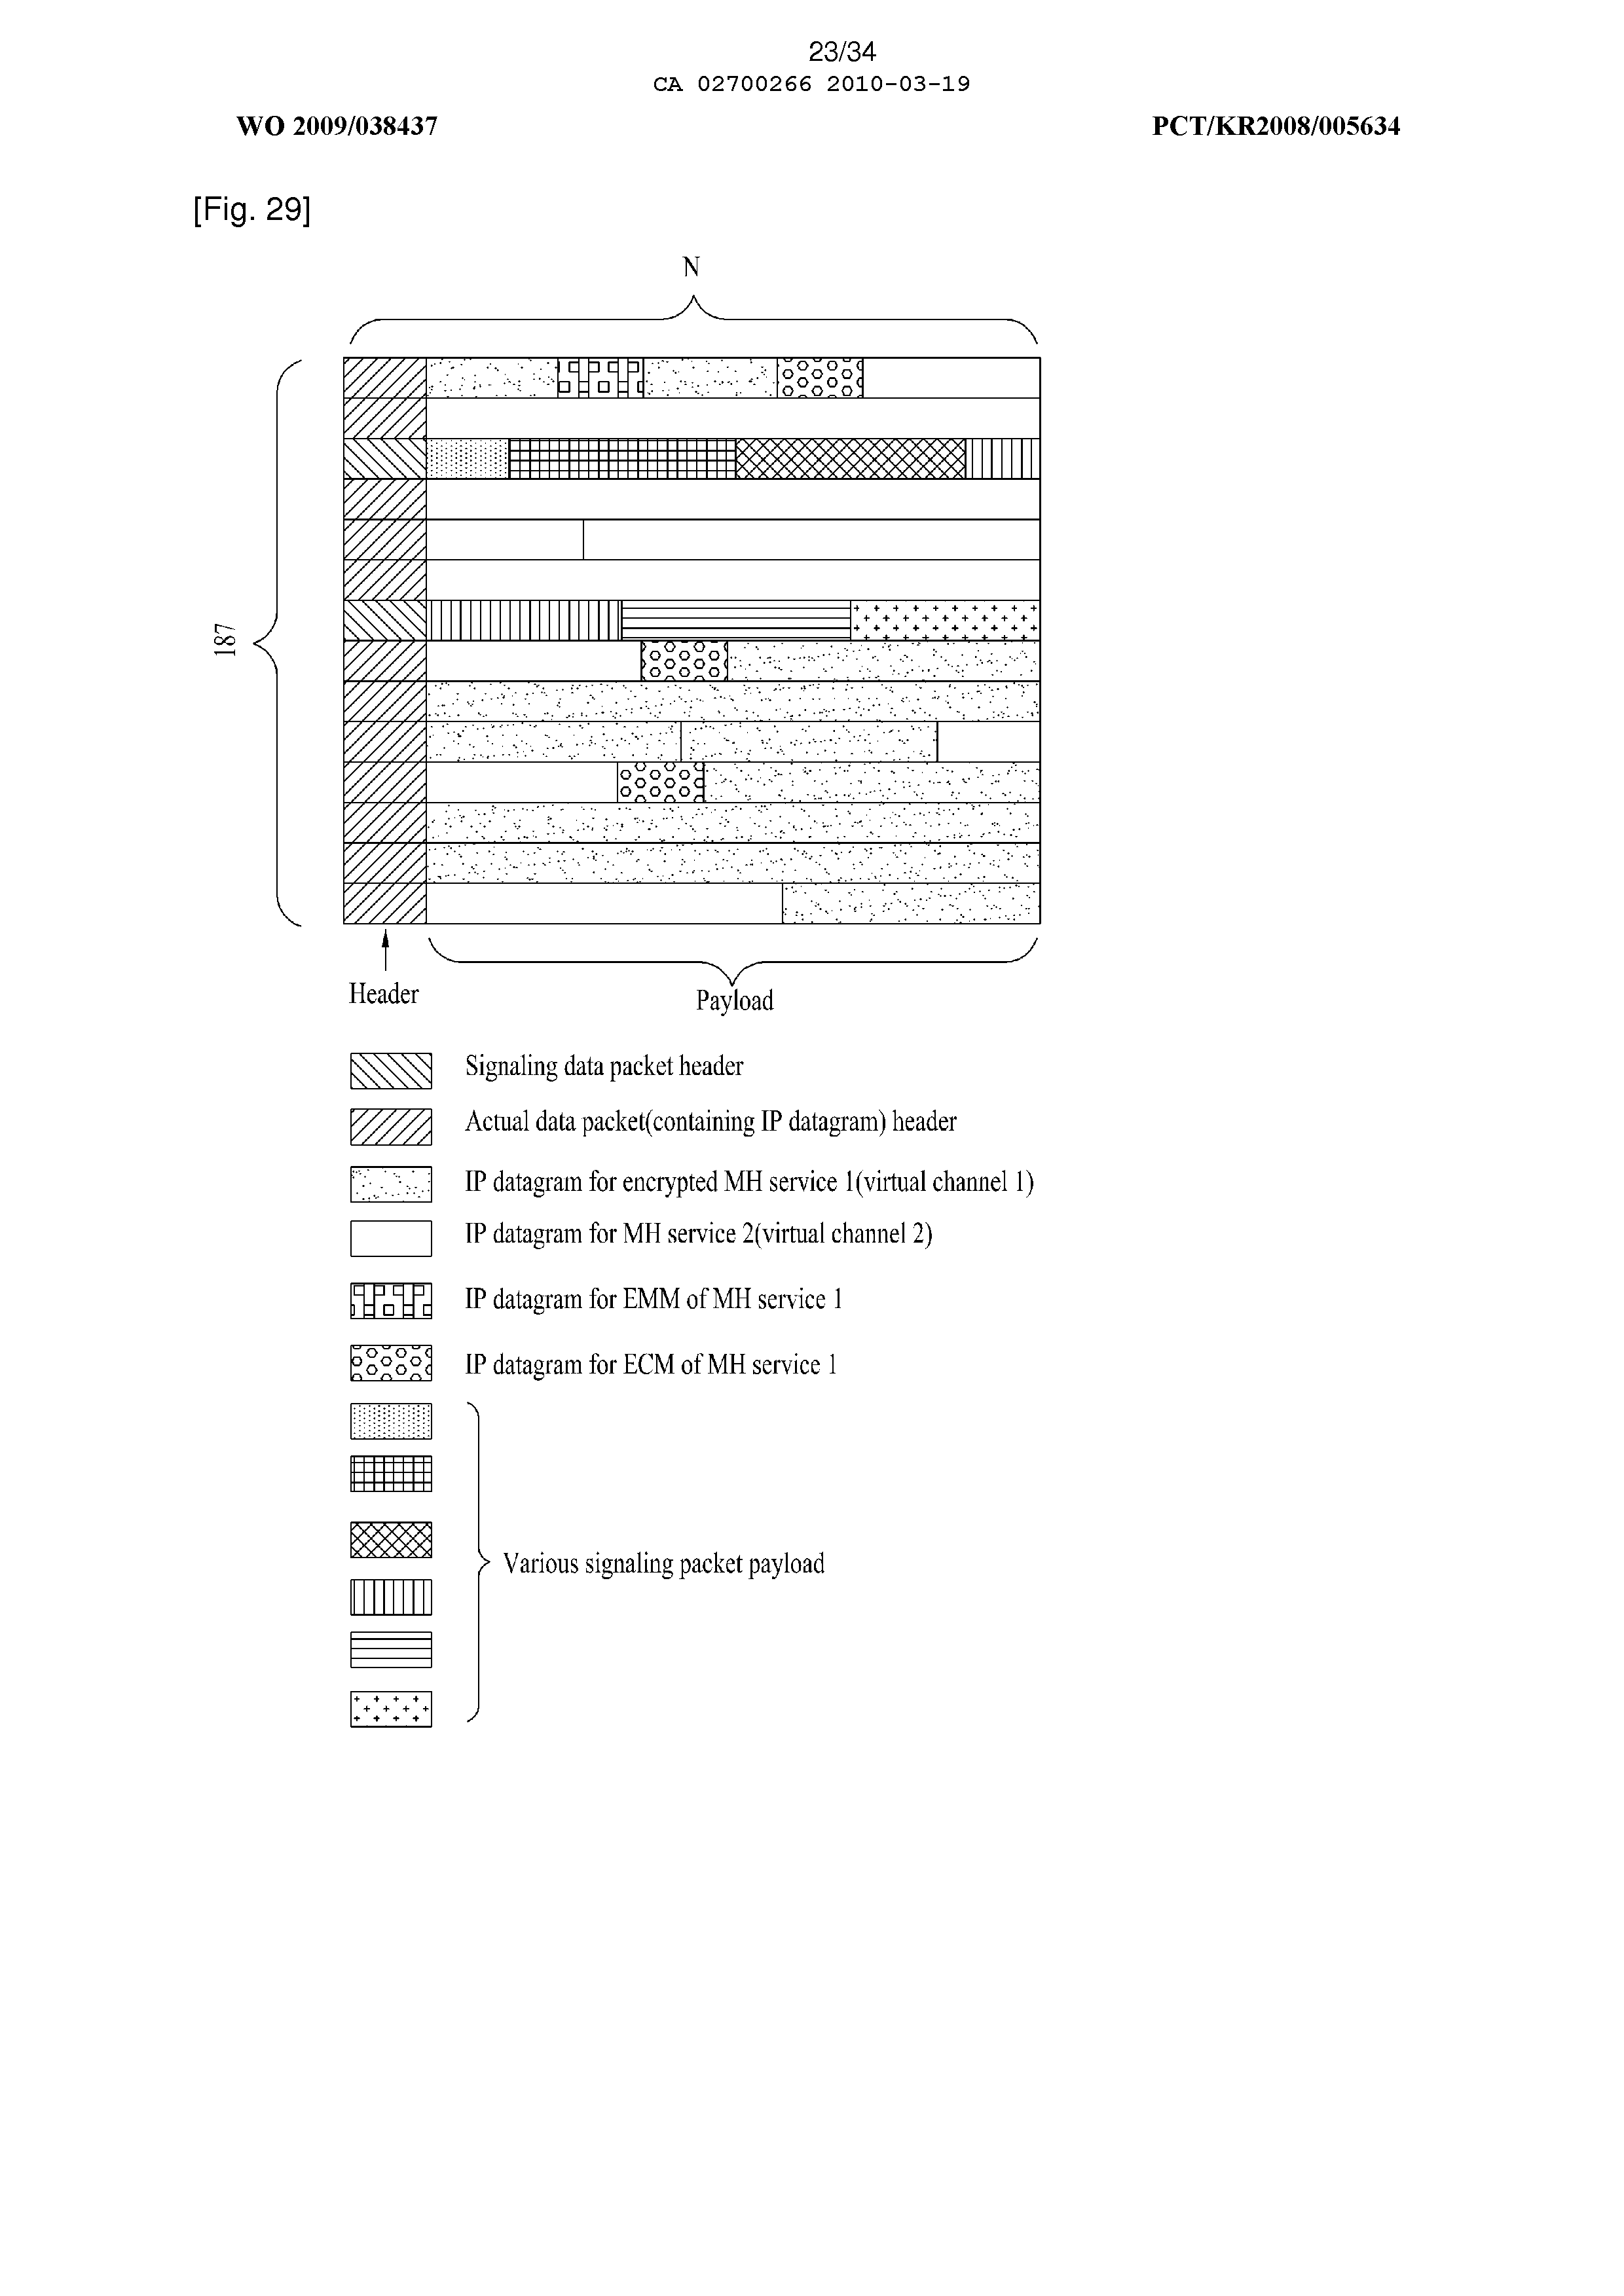 23/34
CA 02700266 2010-03-19
WO 2009/038437 PCT/KR2008/005634
[Fig. 29]
N
187
Header
Payload
Signaling data packet header
Actual data packet(containing IP datagram) header
IP datagram for encrypted MH service 1(virtual channel 1)
IP datagram for MH service 2(virtual channel 2)
IP datagram for EMM of MH service 1
IP datagram for ECM of MH service 1
Various signaling packet payload